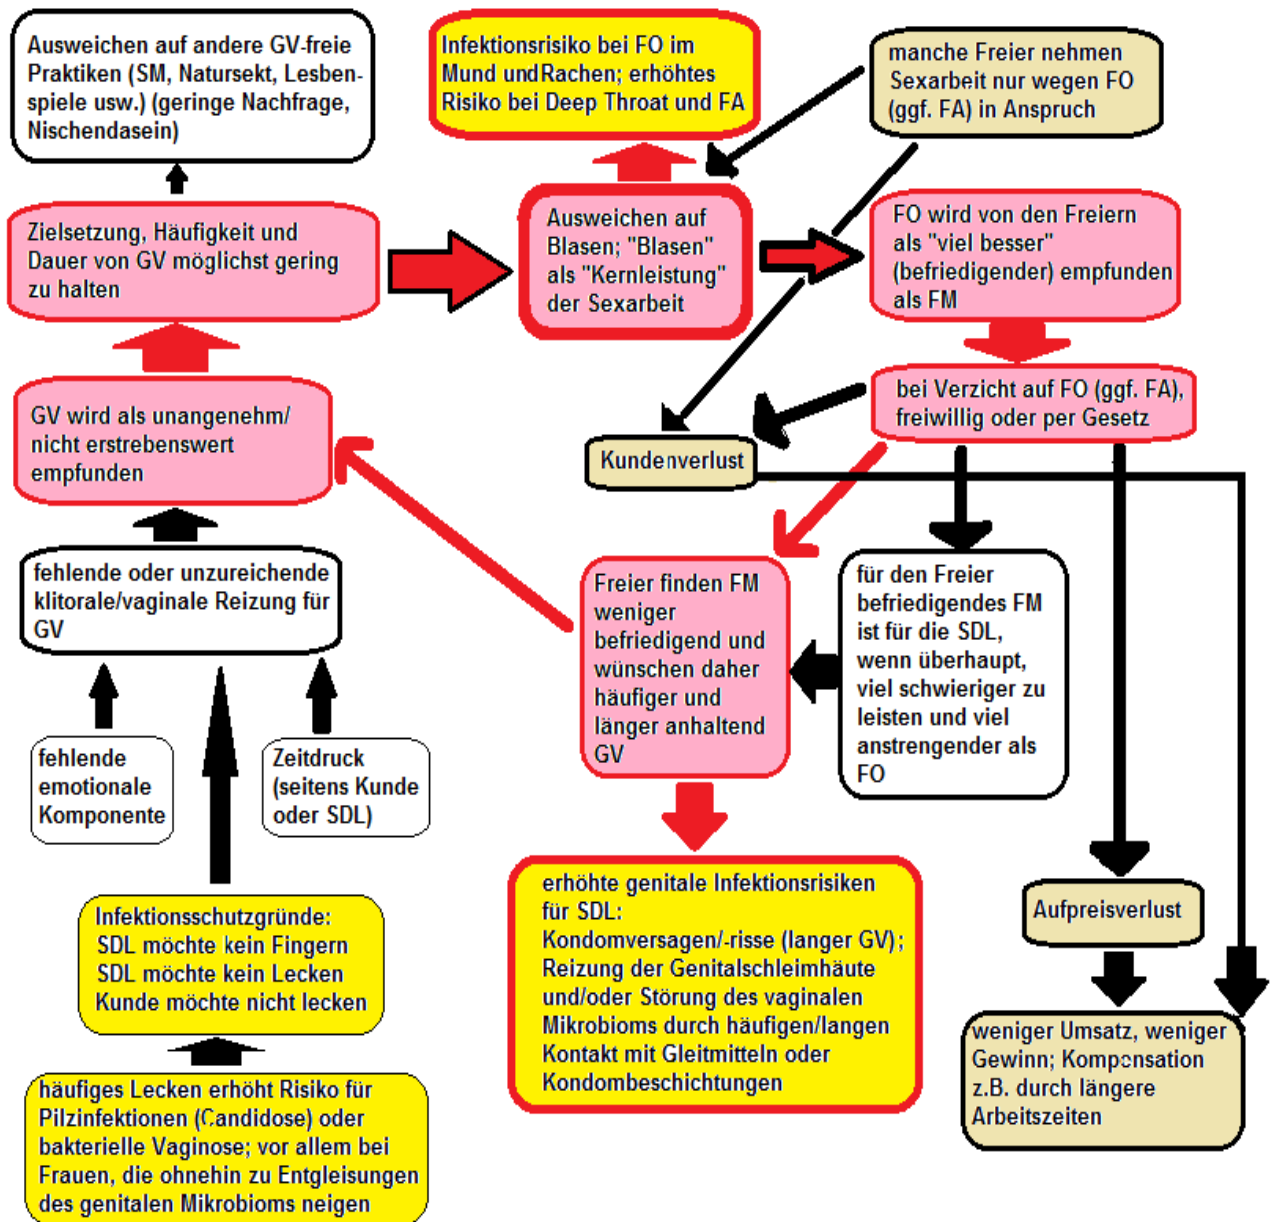 Ausweichen auf andere GV-freie
Praktiken (SM, Natursekt, Lesben-
spiele usw.) (geringe Nachfrage,
Nischendasein)
Infektionsrisiko bei FO im
Mund undRachen; erhöhtes
Risiko bei Deep Throat und FA
manche Freier nehmen
Sexarbeit nur wegen FO
(ggf. FA) in Anspruch
Zielsetzung, Häufigkeit und
Dauer von GV möglichst gering
zu halten
Ausweichen auf
Blasen; "Blasen"
als "Kernleistung"
der Sexarbeit
FO wird von den Freiern
als "viel besser"
(befriedigender) empfunden
als FM
GV wird als unangenehm/
nicht erstrebenswert
empfunden
bei Verzicht auf FO (ggf. FA),
freiwillig oder per Gesetz
Kundenverlust
fehlende oder unzureichende
klitorale/vaginale Reizung für
GV
Freier finden FM
weniger
befriedigend und
wünschen daher
häufiger und
länger anhaltend
GV
für den Freier
befriedigendes FM
ist für die SDL,
wenn überhaupt,
viel schwieriger zu
leisten und viel
anstrengender als
FO
fehlende
emotionale
Komponente
Zeitdruck
(seitens Kunde
oder SDL)
Infektionsschutzgründe:
SDL möchte kein Fingern
SDL möchte kein Lecken
Kunde möchte nicht lecken
erhöhte genitale Infektionsrisiken
für SDL:
Kondomversagen/-risse (langer GV);
Reizung der Genitalschleimhäute
und/oder Störung des vaginalen
Mikrobioms durch häufigen/langen
Kontakt mit Gleitmitteln oder
Kondombeschichtungen
Aufpreisverlust
weniger Umsatz, weniger
Gewinn; Kompensation
z.B. durch längere
Arbeitszeiten
häufiges Lecken erhöht Risiko für
Pilzinfektionen (Candidose) oder
bakterielle Vaginose; vor allem bei
Frauen, die ohnehin zu Entgleisungen
des genitalen Mikrobioms neigen